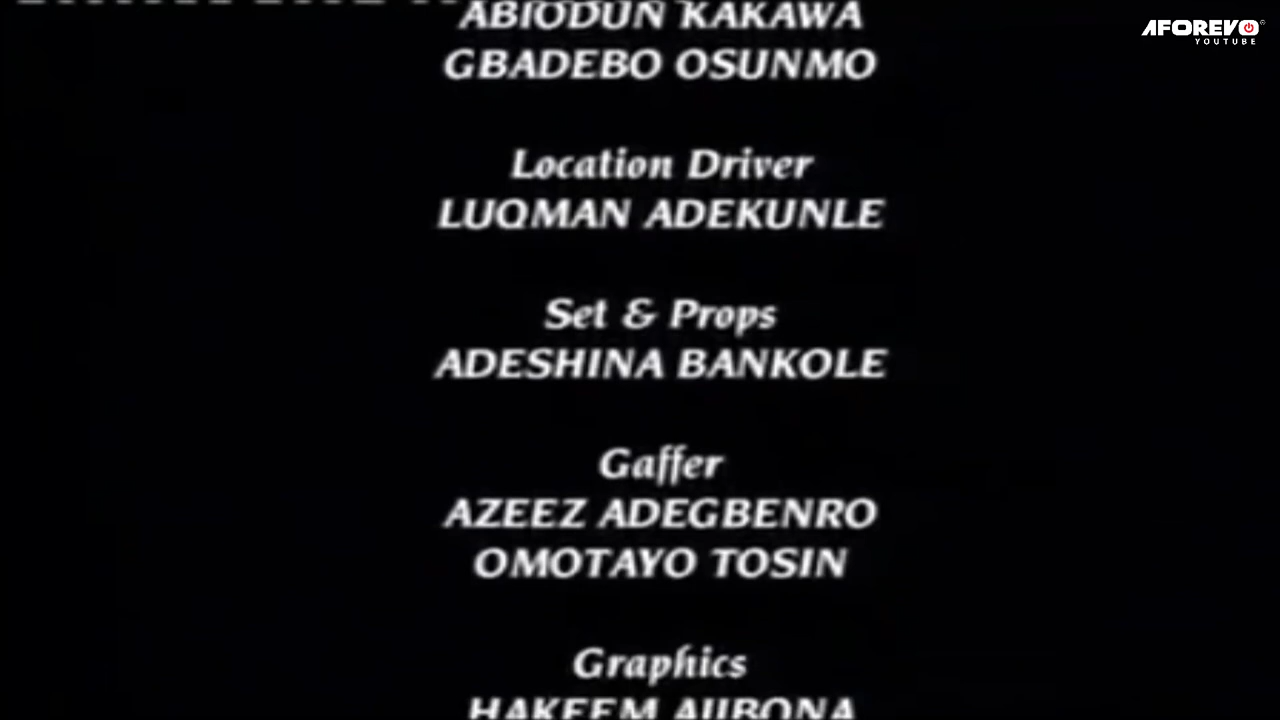 ABIODUN KAKAWA
GBADEBO OSUNMO
Location Driver
LUQMAN ADEKUNLE
Set & Props
ADESHINA BANKOLE
Gaffer
AZEEZ ADEGBENRO
OMOTAYO TOSIN
Graphics
HAKEEM
AFOREVO
YOUTUBE